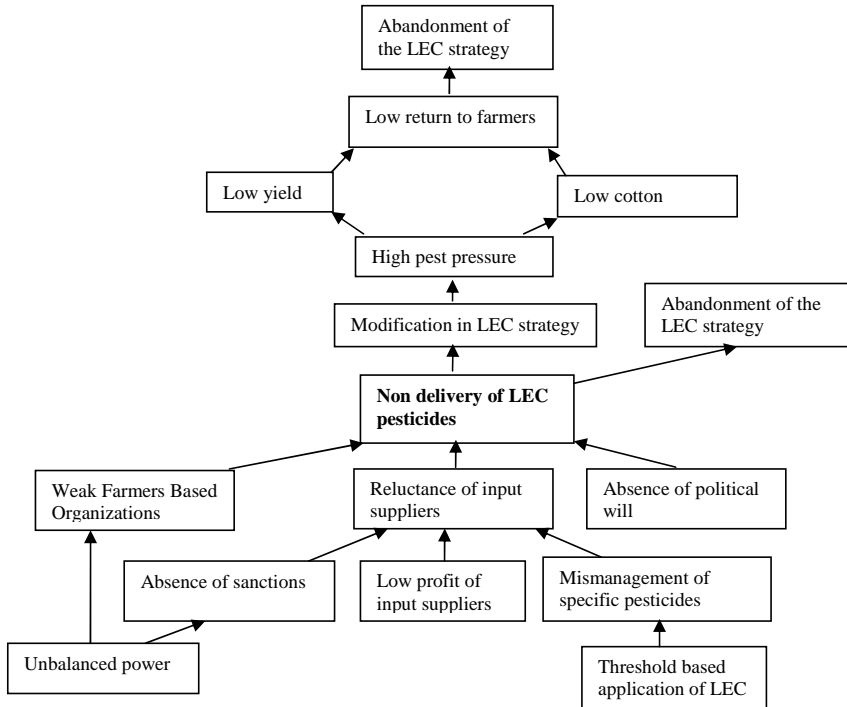 Abandonment of
the LEC strategy
Low return to farmers
Low yield
Low cotton
High pest pressure
Abandonment of the
LEC strategy
Modification in LEC strategy
Non delivery of LEC
pesticides
Weak Farmers Based
Organizations
Reluctance of input
suppliers
Absence of political
will
Absence of sanctions
Low profit of
input suppliers
Mismanagement of
specific pesticides
Unbalanced power
Threshold based
application of LEC